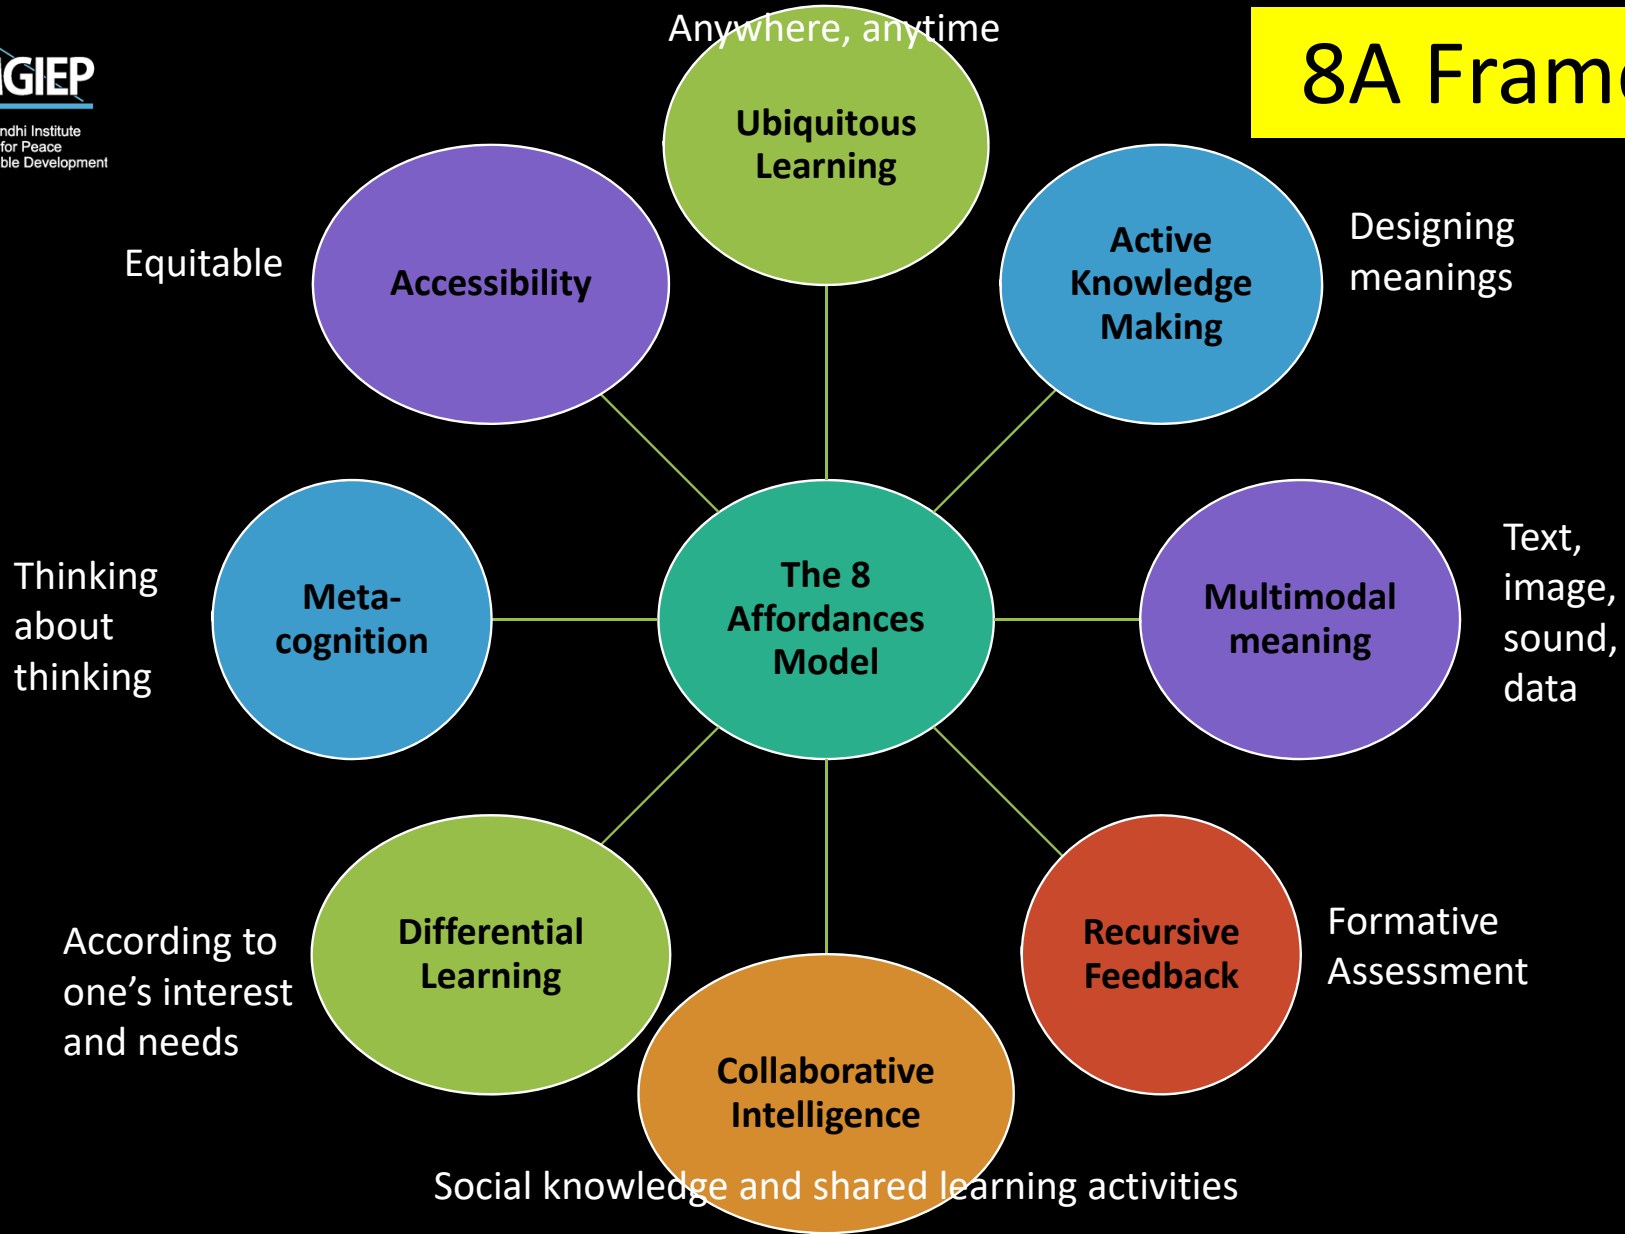 Anywhere, anytime
8A Fram
GIEP
ndhi Institute
for Peace
ble Development
Ubiquitous
Learning
Equitable
Accessibility
Active
Knowledge
Making
Designing
meanings
Thinking
about
thinking
Meta-
cognition
The 8
Affordances
Model
Multimodal
meaning
Text,
image,
sound,
data
According to
one's interest
and needs
Differential
Learning
Recursive
Feedback
Formative
Assessment
Collaborative
Intelligence
Social knowledge and shared learning activities